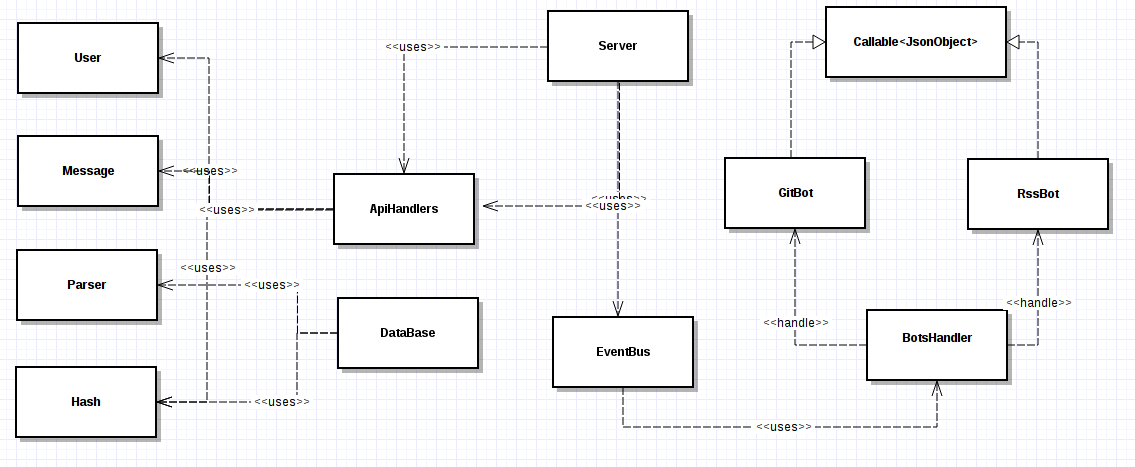 Server
Callable<JsonObject>
<<uses>>
User
Message
<<uses>>
GitBot
RssBot
<<uses>>
ApiHandlers
<<uses>>
<<uses>>
<<uses>>
Parser
<<uses>>
<<handle>>
<<handle>>
DataBase
EventBus
BotsHandler
Hash
<<uses>>
<<uses>>